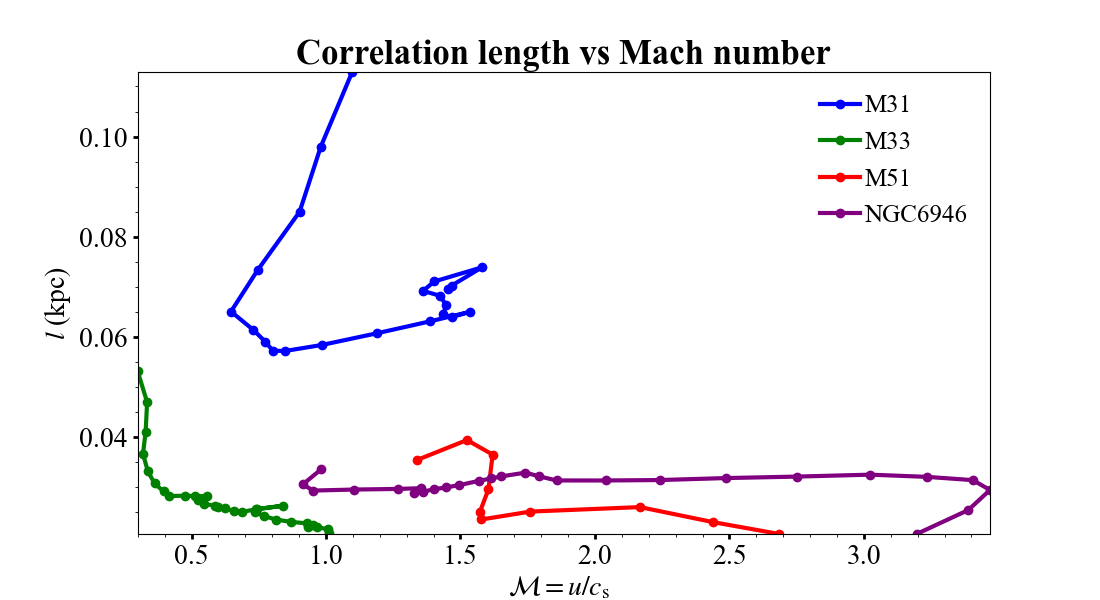 Correlation length vs Mach number
M31
M33
M51
NGC6946
0.10
0.08
0.06
0.04
l (kpc)
0.5
1.0
1.5
2.0
2.5
3.0
ℳ = u/cₛ